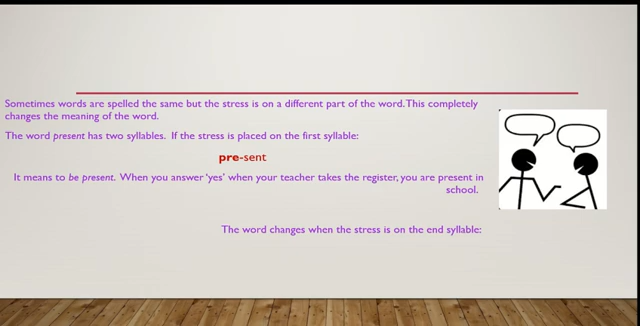 Sometimes words are spelled the same but the stress is on a different part of the word. This completely
changes the meaning of the word.
The word present has two syllables. If the stress is placed on the first syllable:
pre-sent
It means to be present. When you answer ‘yes’ when your teacher takes the register, you are present in
school.
The word changes when the stress is on the end syllable: